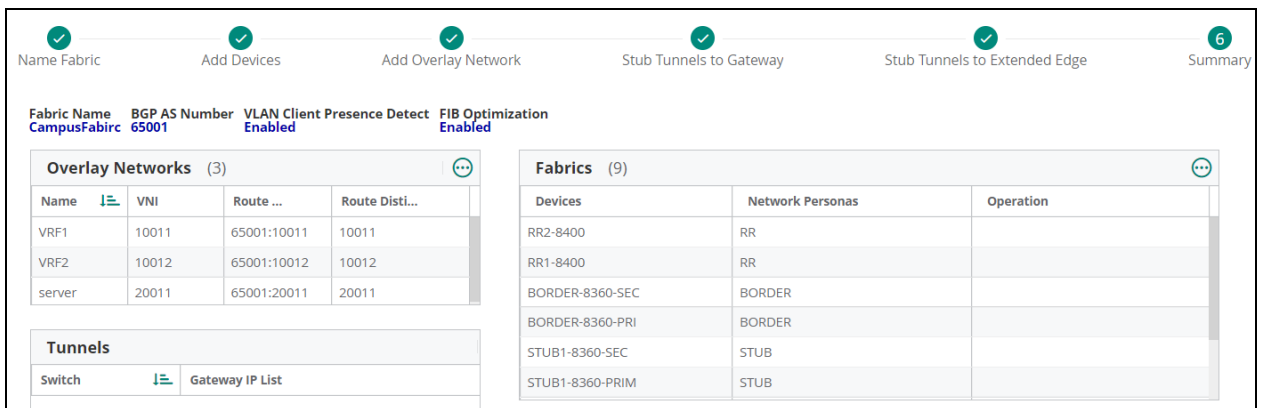 6
Name Fabric Add Devices Add Overlay Network Stub Tunnels to Gateway Stub Tunnels to Extended Edge Summary
Fabric Name BGP AS Number VLAN Client Presence Detect FIB Optimization
CampusFabirc 65001 Enabled Enabled
Overlay Networks (3)
Name VNI Route ... Route Disti...
VRF1 10011 65001:10011 10011
VRF2 10012 65001:10012 10012
server 20011 65001:20011 20011
Tunnels
Switch Gateway IP List
Fabrics (9)
Devices Network Personas Operation
RR2-8400 RR
RR1-8400 RR
BORDER-8360-SEC BORDER
BORDER-8360-PRI BORDER
STUB1-8360-SEC STUB
STUB1-8360-PRIM STUB